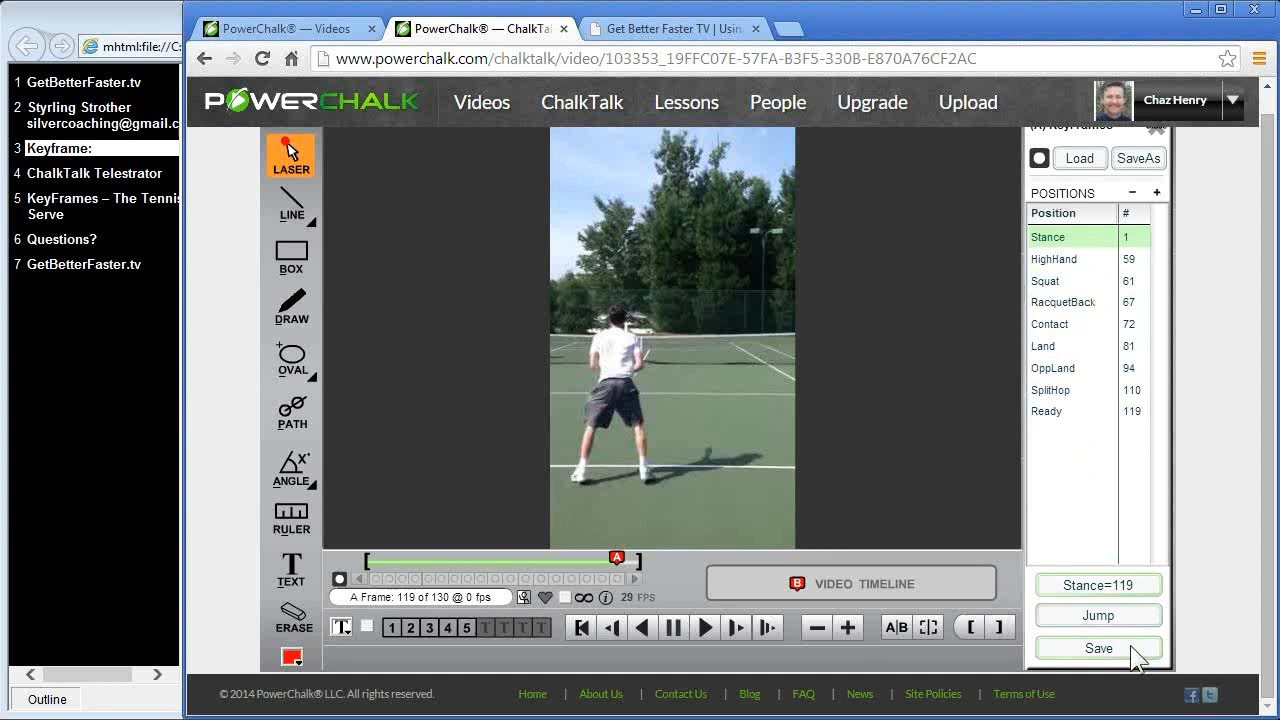 PowerChalk® — Videos
PowerChalk® — ChalkTal
Get Better Faster TV | Usin
mhtml:file://C:
www.powerchalk.com/chalktalk/video/103353_19FFC07E-57FA-B3F5-330B-E870A76CF2AC
POWERCHALK
Videos
ChalkTalk
Lessons
People
Upgrade
Upload
Chaz Henry
1 GetBetterFaster.tv
2 Styrling Strother
silvercoaching@gmail.c
3 Keyframe:
4 ChalkTalk Telestrator
5 KeyFrames – The Tennis
Serve
6 Questions?
7 GetBetterFaster.tv
Outline
LASER
LINE
BOX
DRAW
OVAL
PATH
ANGLE
RULER
TEXT
ERASE
Load
SaveAs
POSITIONS - +
Position #
Stance 1
HighHand 59
Squat 61
RacquetBack 67
Contact 72
Land 81
OppLand 94
SplitHop 110
Ready 119
Stance=119
Jump
Save
A
A Frame: 119 of 130 @ 0 fps
29 FPS
B VIDEO TIMELINE
T 1 2 3 4 5 T T T T
A|B
© 2014 PowerChalk® LLC. All rights reserved.
Home | About Us | Contact Us | Blog | FAQ | News | Site Policies | Terms of Use